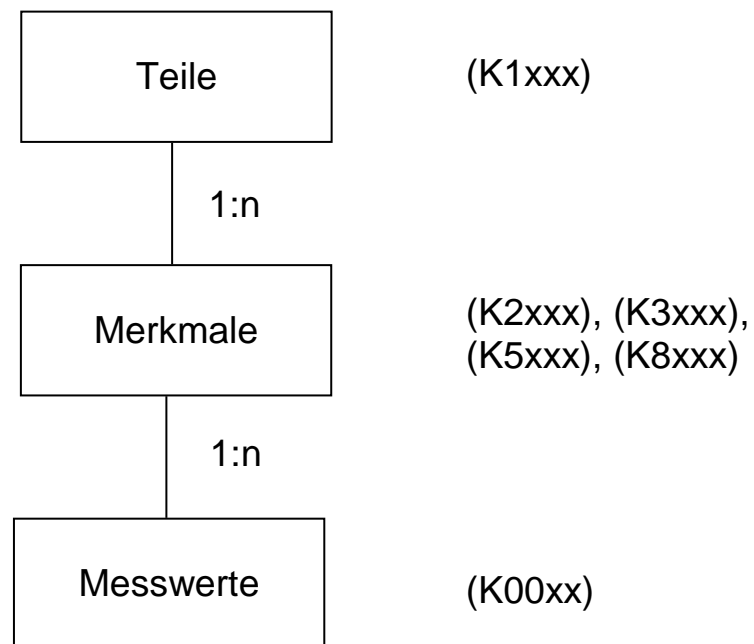 Teile
(K1xxx)
1:n
Merkmale
(K2xxx), (K3xxx),
(K5xxx), (K8xxx)
1:n
Messwerte
(K00xx)